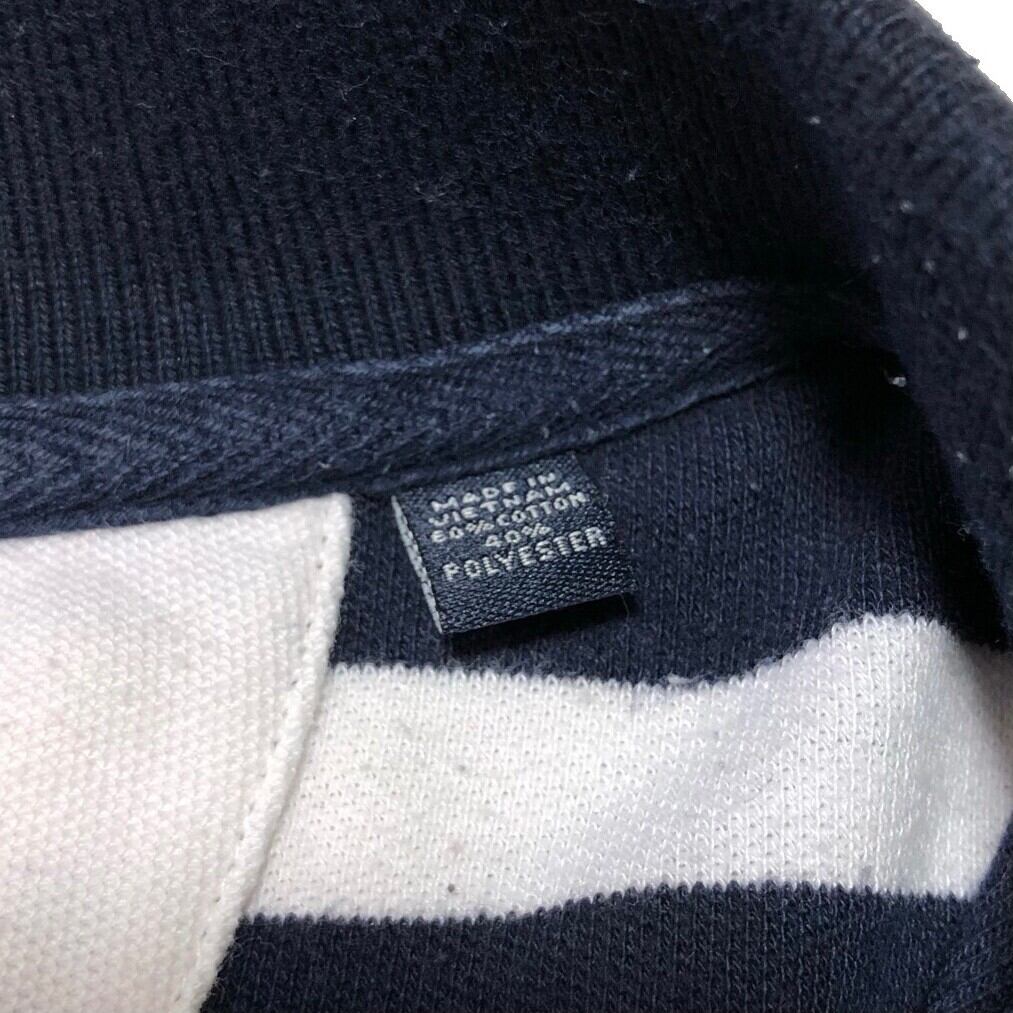 MADE IN
VIETNAM
60% COTTON
40%
POLYESTER